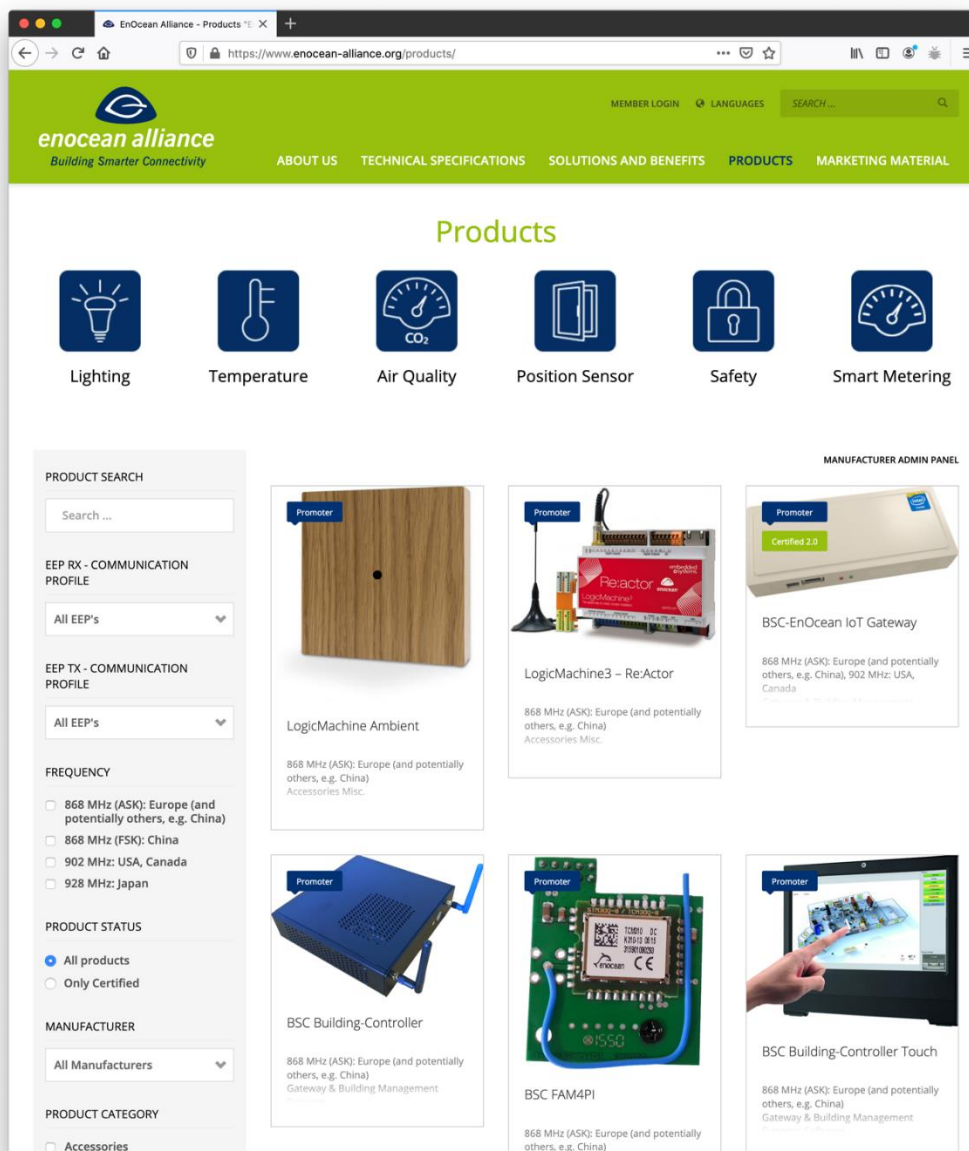 EnOcean Alliance - Products "E
https://www.enocean-alliance.org/products/
MEMBER LOGIN LANGUAGES SEARCH ...
enocean alliance
Building Smarter Connectivity
ABOUT US TECHNICAL SPECIFICATIONS SOLUTIONS AND BENEFITS PRODUCTS MARKETING MATERIAL
Products
CO₂
Lighting Temperature Air Quality Position Sensor Safety Smart Metering
MANUFACTURER ADMIN PANEL
PRODUCT SEARCH
Search ...
EEP RX - COMMUNICATION
PROFILE
All EEP's
EEP TX - COMMUNICATION
PROFILE
All EEP's
FREQUENCY
868 MHz (ASK): Europe (and
potentially others, e.g. China)
868 MHz (FSK): China
902 MHz: USA, Canada
928 MHz: Japan
PRODUCT STATUS
All products
Only Certified
MANUFACTURER
All Manufacturers
PRODUCT CATEGORY
Accessories
Promoter
LogicMachine Ambient
868 MHz (ASK): Europe (and potentially
others, e.g. China)
Accessories Misc.
Promoter
embedded
systems
Re:actor
enocean
LogicMachine³
LogicMachine3 – Re:Actor
868 MHz (ASK): Europe (and potentially
others, e.g. China)
Accessories Misc.
Promoter
Certified 2.0
intel
BSC-EnOcean IoT Gateway
868 MHz (ASK): Europe (and potentially
others, e.g. China), 902 MHz: USA,
Canada
Promoter
BSC Building-Controller
868 MHz (ASK): Europe (and potentially
others, e.g. China)
Gateway & Building Management
Promoter
TCM310 DC
enocean CE
1550
BSC FAM4PI
868 MHz (ASK): Europe (and potentially
others, e.g. China)
Promoter
BSC Building-Controller Touch
868 MHz (ASK): Europe (and potentially
others, e.g. China)
Gateway & Building Management